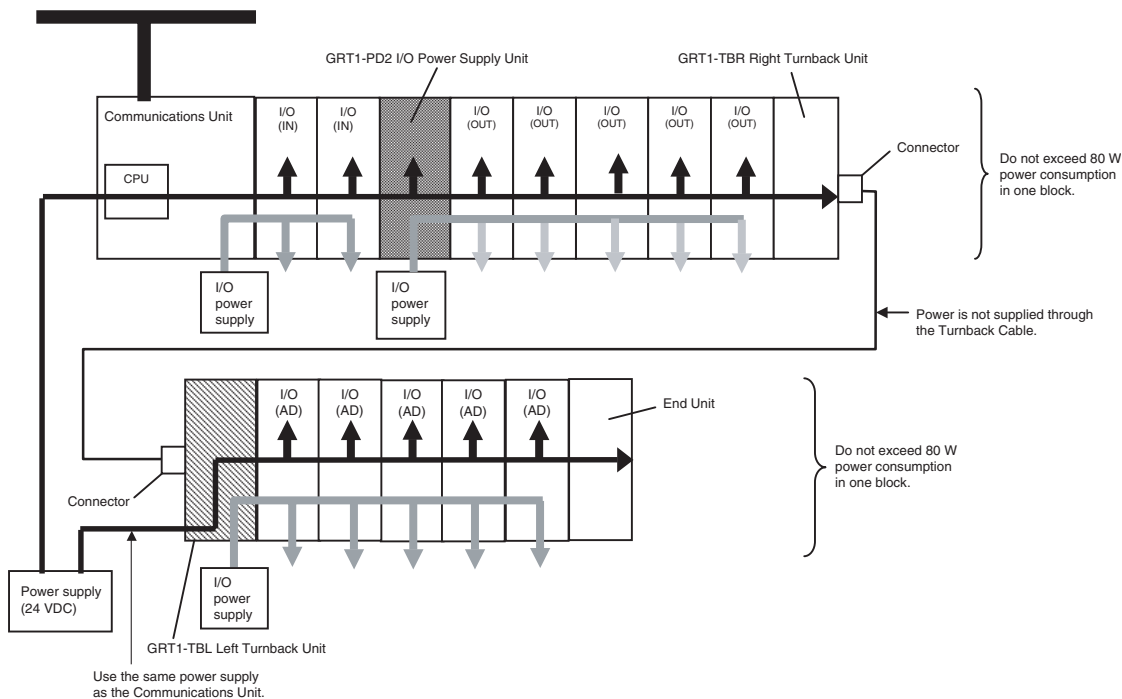 GRT1-PD2 I/O Power Supply Unit
GRT1-TBR Right Turnback Unit
Communications Unit
I/O
(IN)
I/O
(IN)
I/O
(OUT)
I/O
(OUT)
I/O
(OUT)
I/O
(OUT)
I/O
(OUT)
Connector
CPU
Do not exceed 80 W
power consumption
in one block.
I/O
power
supply
I/O
power
supply
Power is not supplied through
the Turnback Cable.
I/O
(AD)
I/O
(AD)
I/O
(AD)
I/O
(AD)
I/O
(AD)
End Unit
Do not exceed 80 W
power consumption
in one block.
Connector
Power supply
(24 VDC)
I/O
power
supply
GRT1-TBL Left Turnback Unit
Use the same power supply
as the Communications Unit.